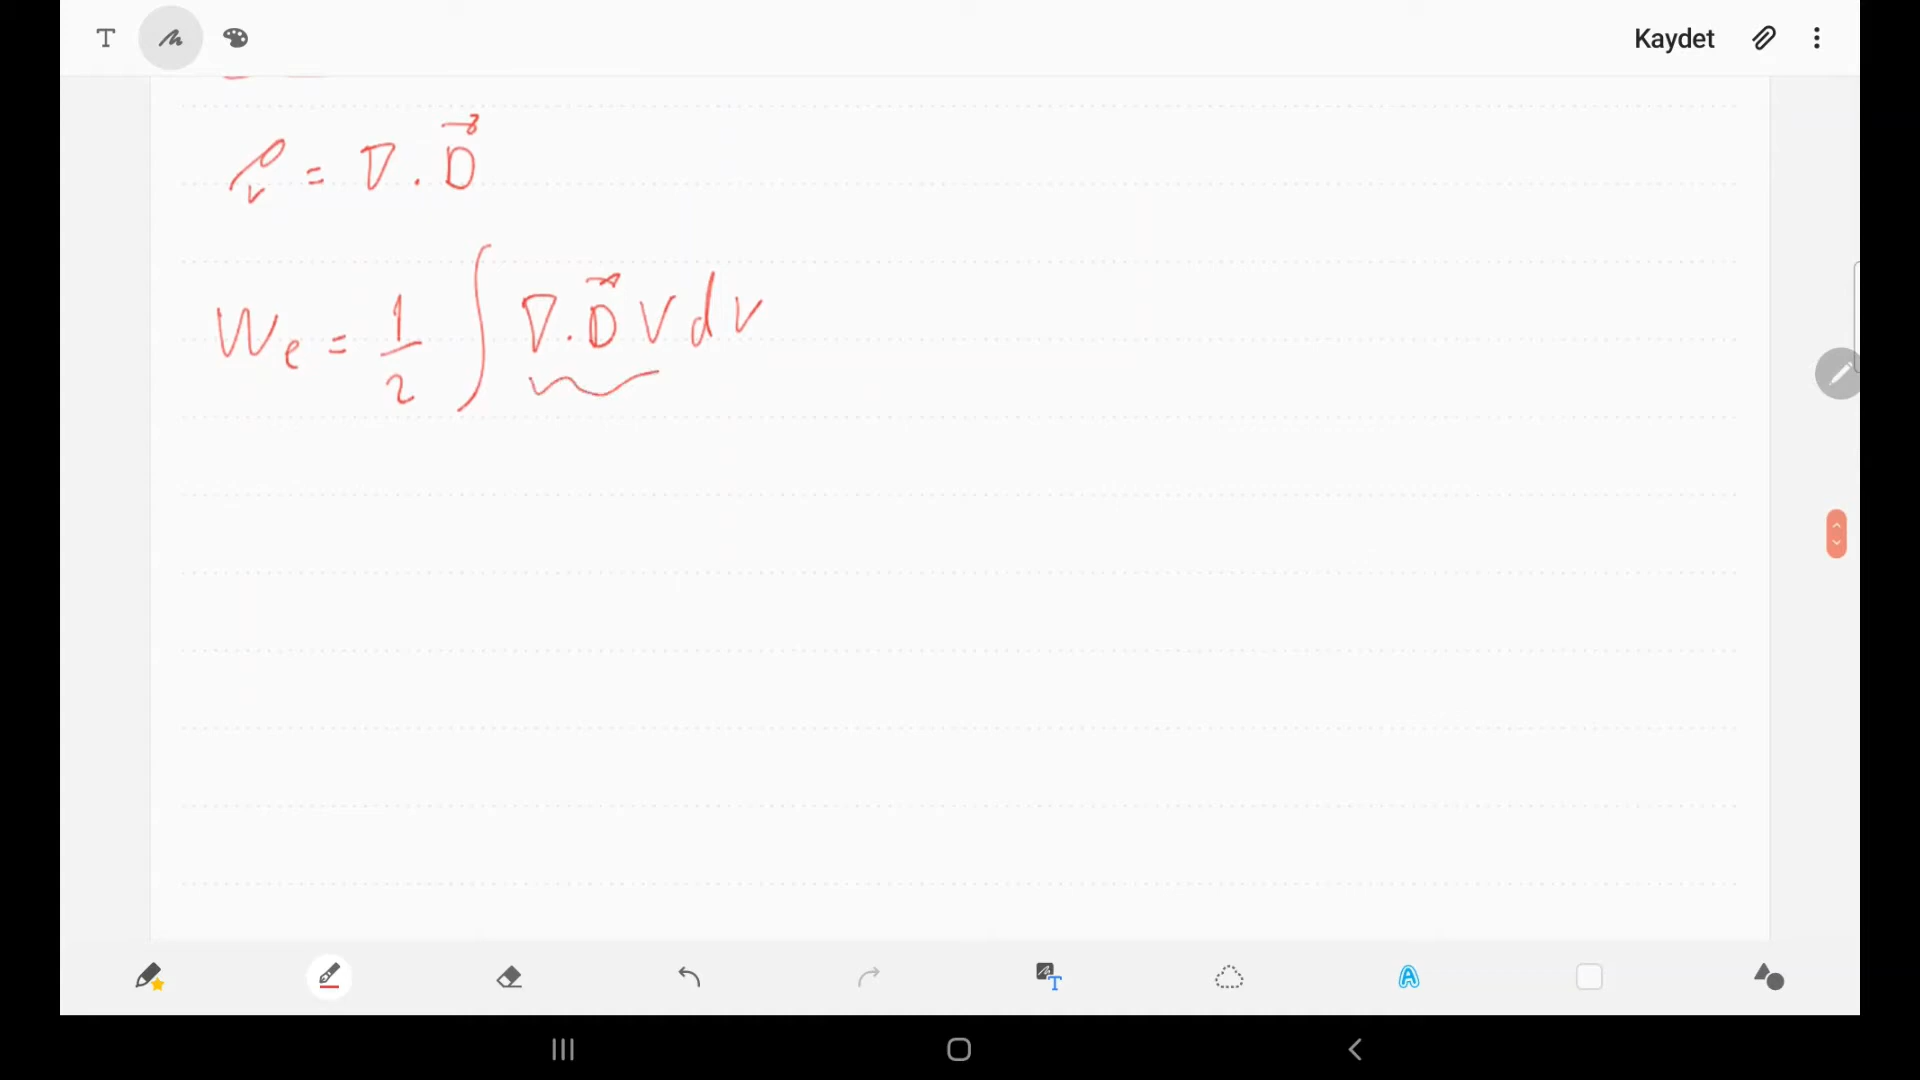 Kaydet
ρᵥ = ∇ . D⃗
Wₑ = 1/2 ∫ ∇ . D⃗ V dv